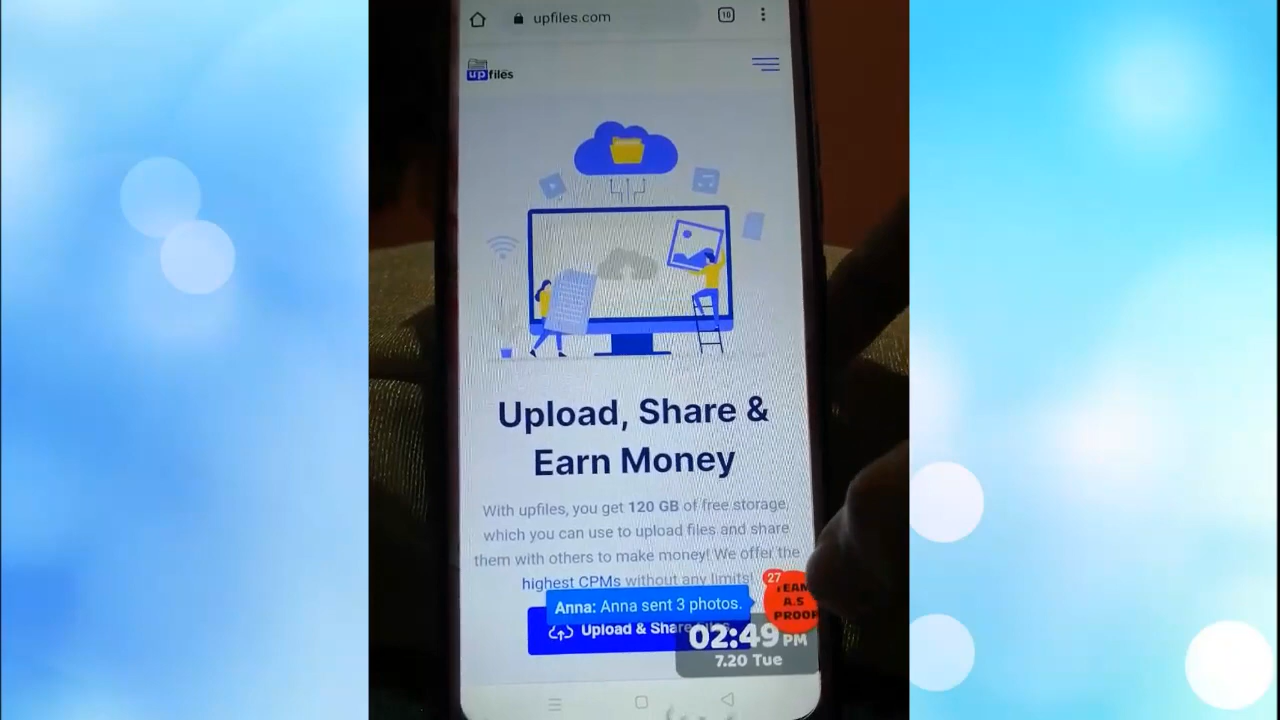 upfiles.com
10
up files
Upload, Share &
Earn Money
With upfiles, you get 120 GB of free storage,
which you can use to upload files and share
them with others to make money! We offer the
highest CPMs without any limits!
27
TEAM
A.S
PROOF
Anna: Anna sent 3 photos.
Upload & Share
02:49 PM
7.20 Tue